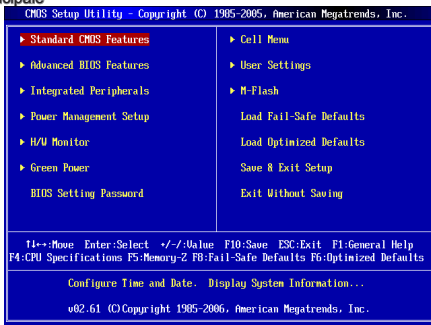 cipale
CMOS Setup Utility - Copyright (C) 1985-2005, American Megatrends, Inc.
▶ Standard CMOS Features
▶ Advanced BIOS Features
▶ Integrated Peripherals
▶ Power Management Setup
▶ H/W Monitor
▶ Green Power
BIOS Setting Password
▶ Cell Menu
▶ User Settings
▶ M-Flash
Load Fail-Safe Defaults
Load Optimized Defaults
Save & Exit Setup
Exit Without Saving
↑↓←→:Move Enter:Select +/-/:Value F10:Save ESC:Exit F1:General Help
F4:CPU Specifications F5:Memory-Z F8:Fail-Safe Defaults F6:Optimized Defaults
Configure Time and Date. Display System Information...
v02.61 (C)Copyright 1985-2006, American Megatrends, Inc.